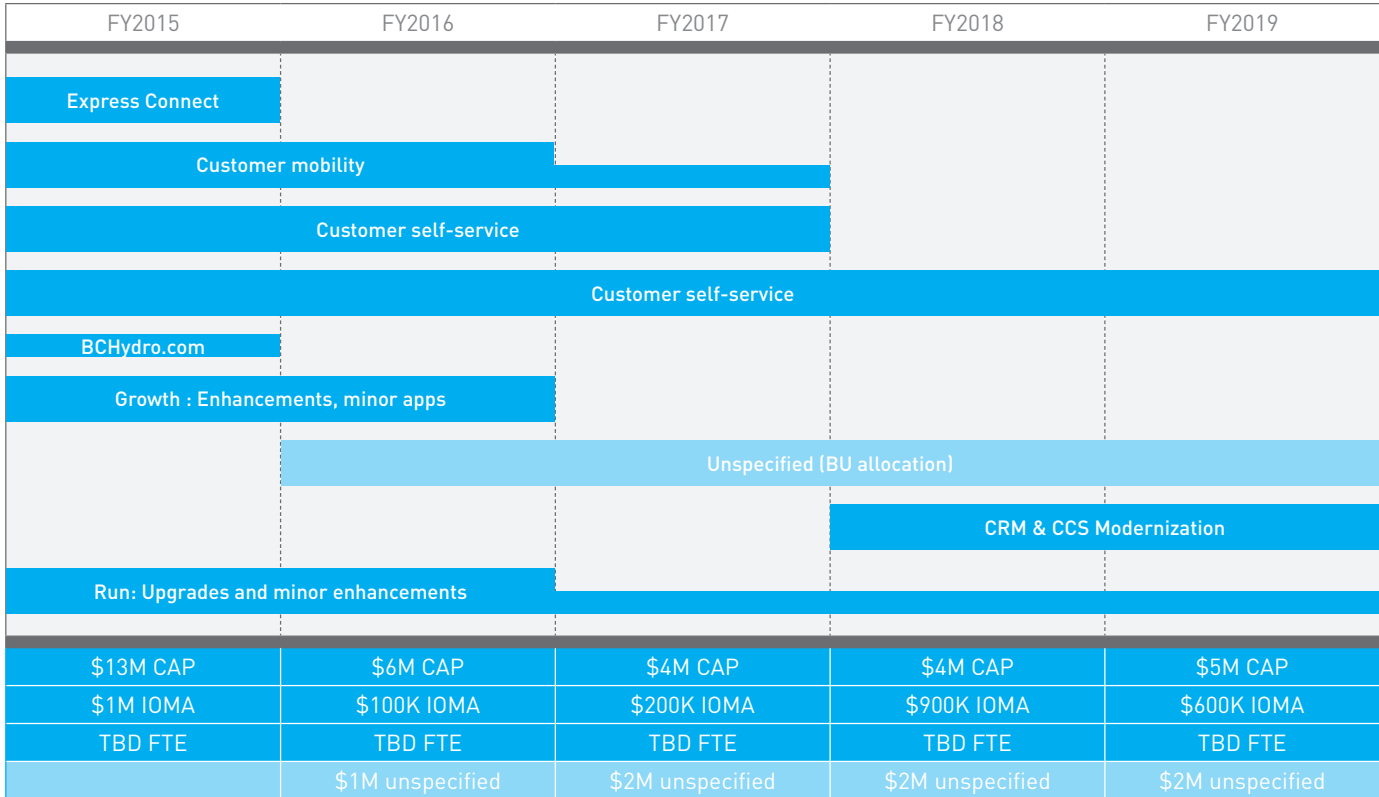 FY2015 FY2016 FY2017 FY2018 FY2019
Express Connect
Customer mobility
Customer self-service
Customer self-service
BCHydro.com
Growth : Enhancements, minor apps
Unspecified (BU allocation)
CRM & CCS Modernization
Run: Upgrades and minor enhancements
$13M CAP $6M CAP $4M CAP $4M CAP $5M CAP
$1M IOMA $100K IOMA $200K IOMA $900K IOMA $600K IOMA
TBD FTE TBD FTE TBD FTE TBD FTE TBD FTE
$1M unspecified $2M unspecified $2M unspecified $2M unspecified